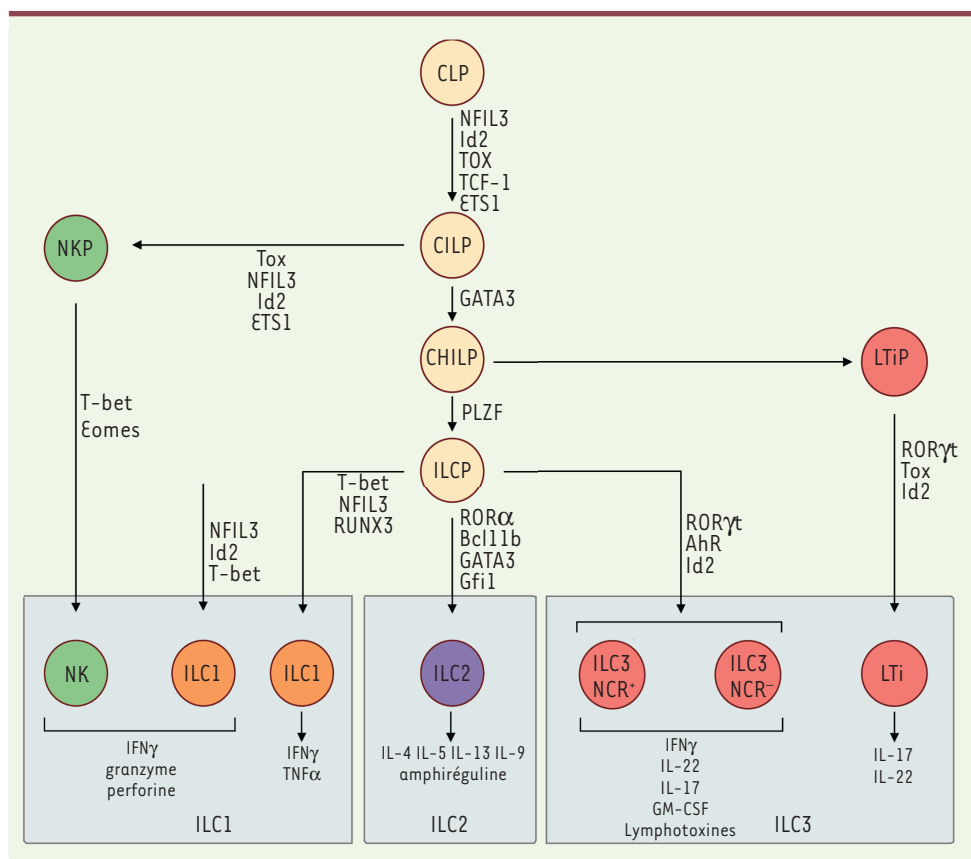 CLP
NFIL3
Id2
TOX
TCF-1
ETS1
NKP
CILP
Tox
NFIL3
Id2
ETS1
GATA3
CHILP
LTiP
PLZF
T-bet
Eomes
ILCP
T-bet
NFIL3
RUNX3
RORα
Bcl11b
GATA3
Gfi1
RORγt
AhR
Id2
RORγt
Tox
Id2
NFIL3
Id2
T-bet
NK
ILC1
ILC1
ILC2
ILC3
NCR⁺
ILC3
NCR⁻
LTi
IFNγ
granzyme
perforine
IFNγ
TNFα
IL-4 IL-5 IL-13 IL-9
amphiréguline
IFNγ
IL-22
IL-17
GM-CSF
Lymphotoxines
IL-17
IL-22
ILC1
ILC2
ILC3